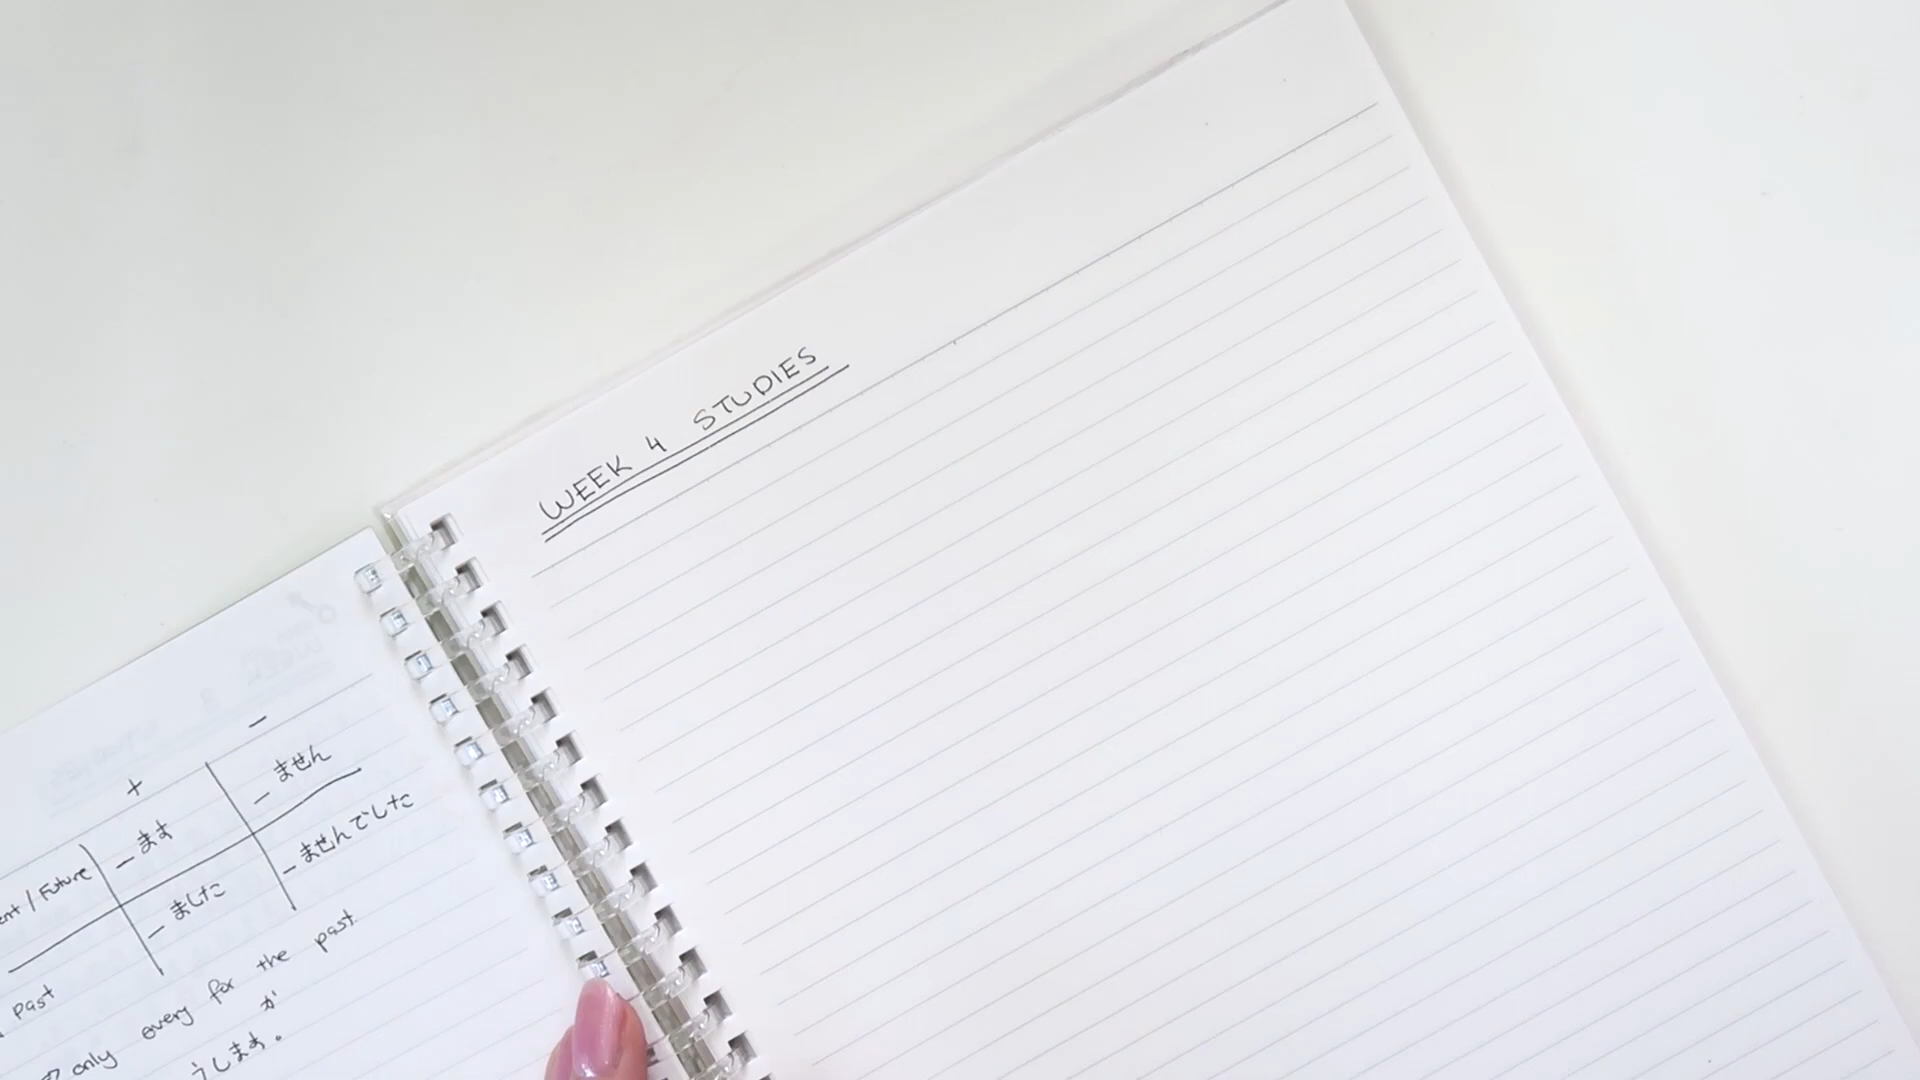 WEEK 4 STUDIES
+ -
/ Future -ます -ません
Past -ました -ませんでした
only every for the past.
が
うします。